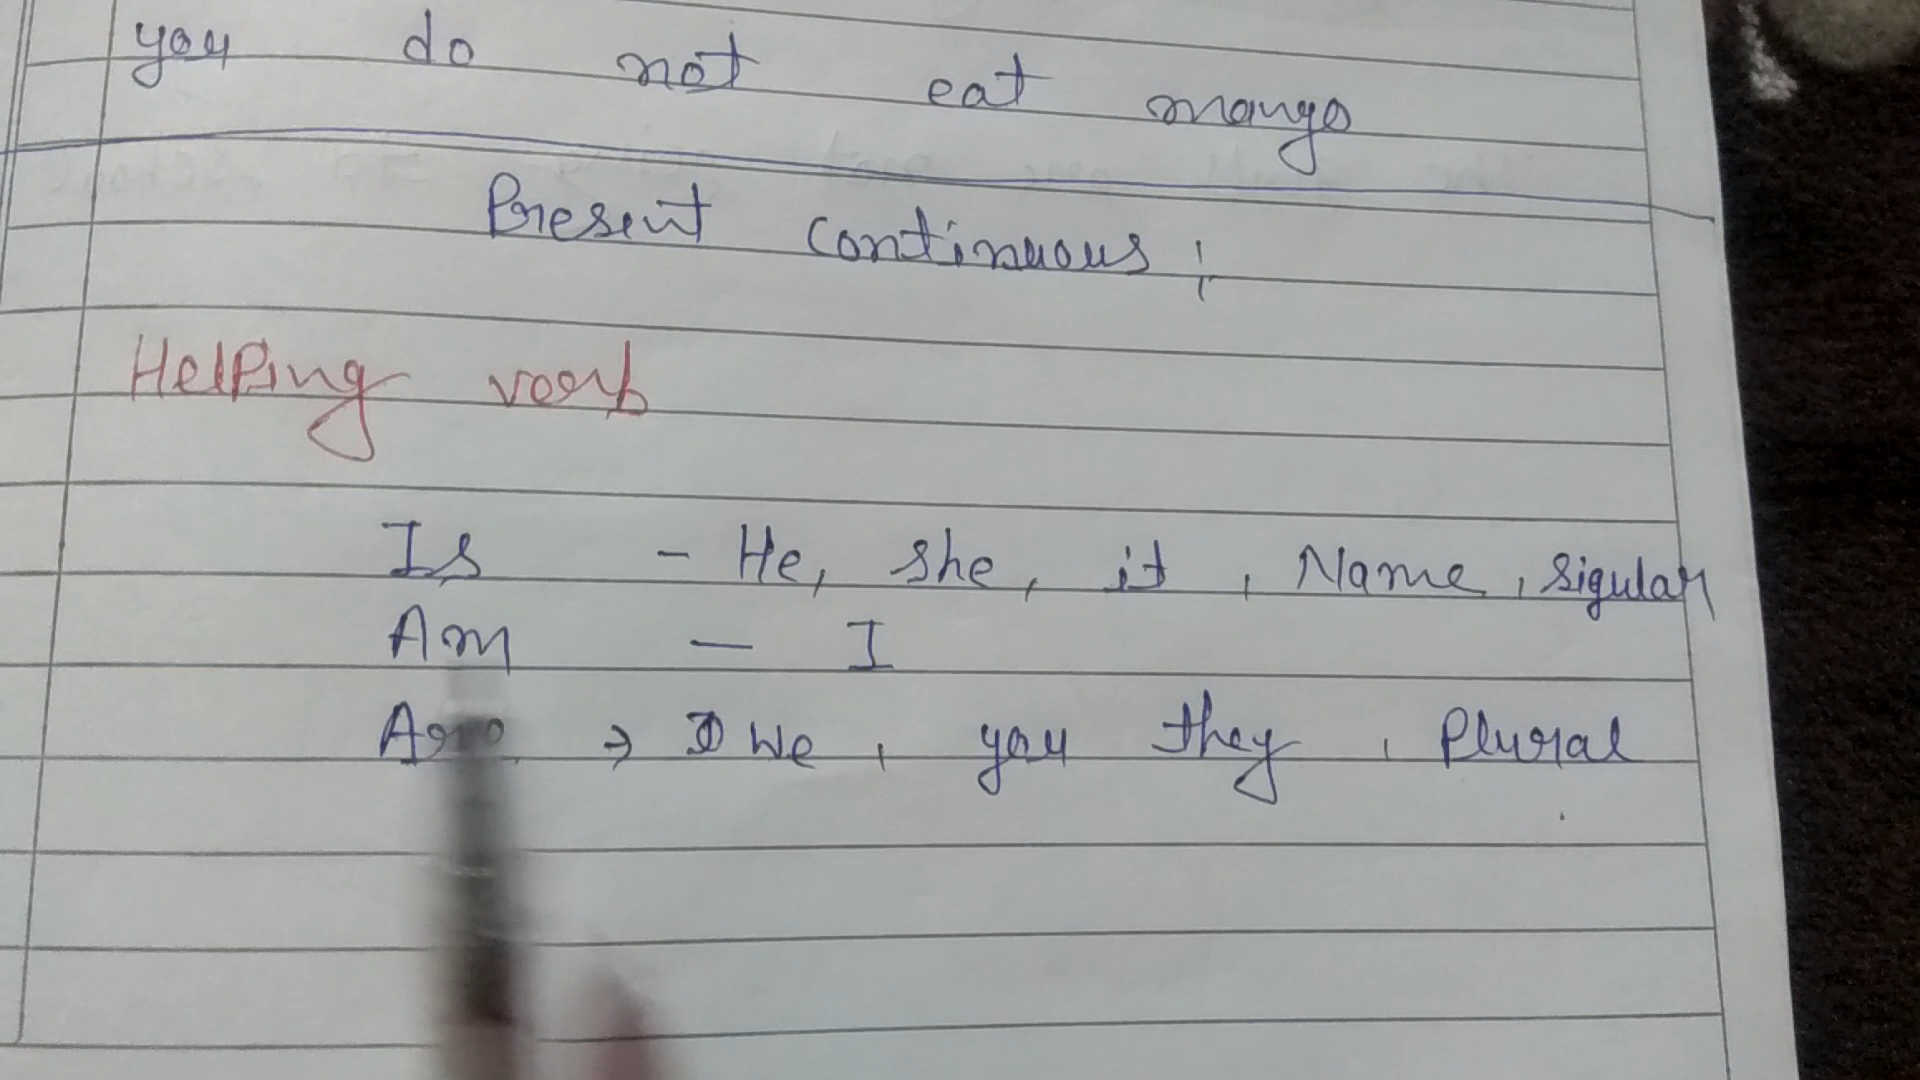 you do not eat mango
Present continuous :
Helping verb
Is - He, she, it, Name, sigular
Am - I
Are → We, you they, Plural